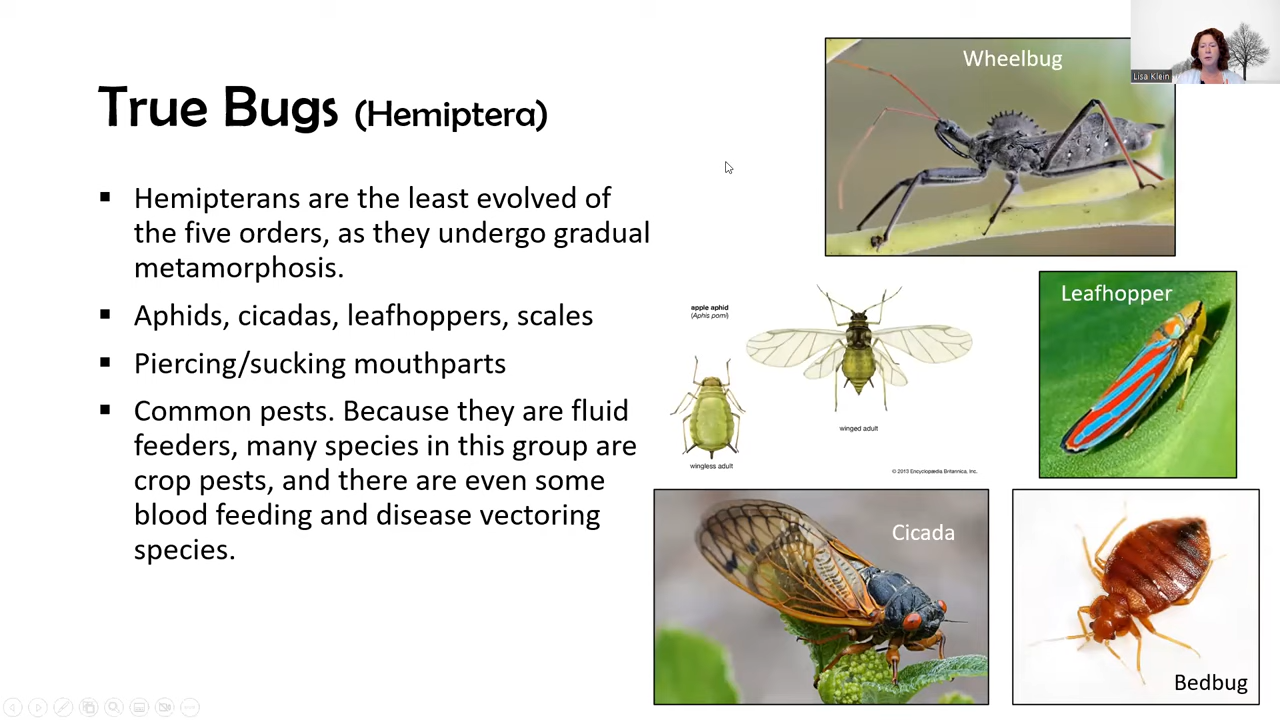 True Bugs (Hemiptera)
▪ Hemipterans are the least evolved of
the five orders, as they undergo gradual
metamorphosis.
▪ Aphids, cicadas, leafhoppers, scales
▪ Piercing/sucking mouthparts
▪ Common pests. Because they are fluid
feeders, many species in this group are
crop pests, and there are even some
blood feeding and disease vectoring
species.
Wheelbug
Lisa Klein
apple aphid
(Aphis pomi)
wingless adult
winged adult
© 2013 Encyclopædia Britannica, Inc.
Leafhopper
Cicada
Bedbug